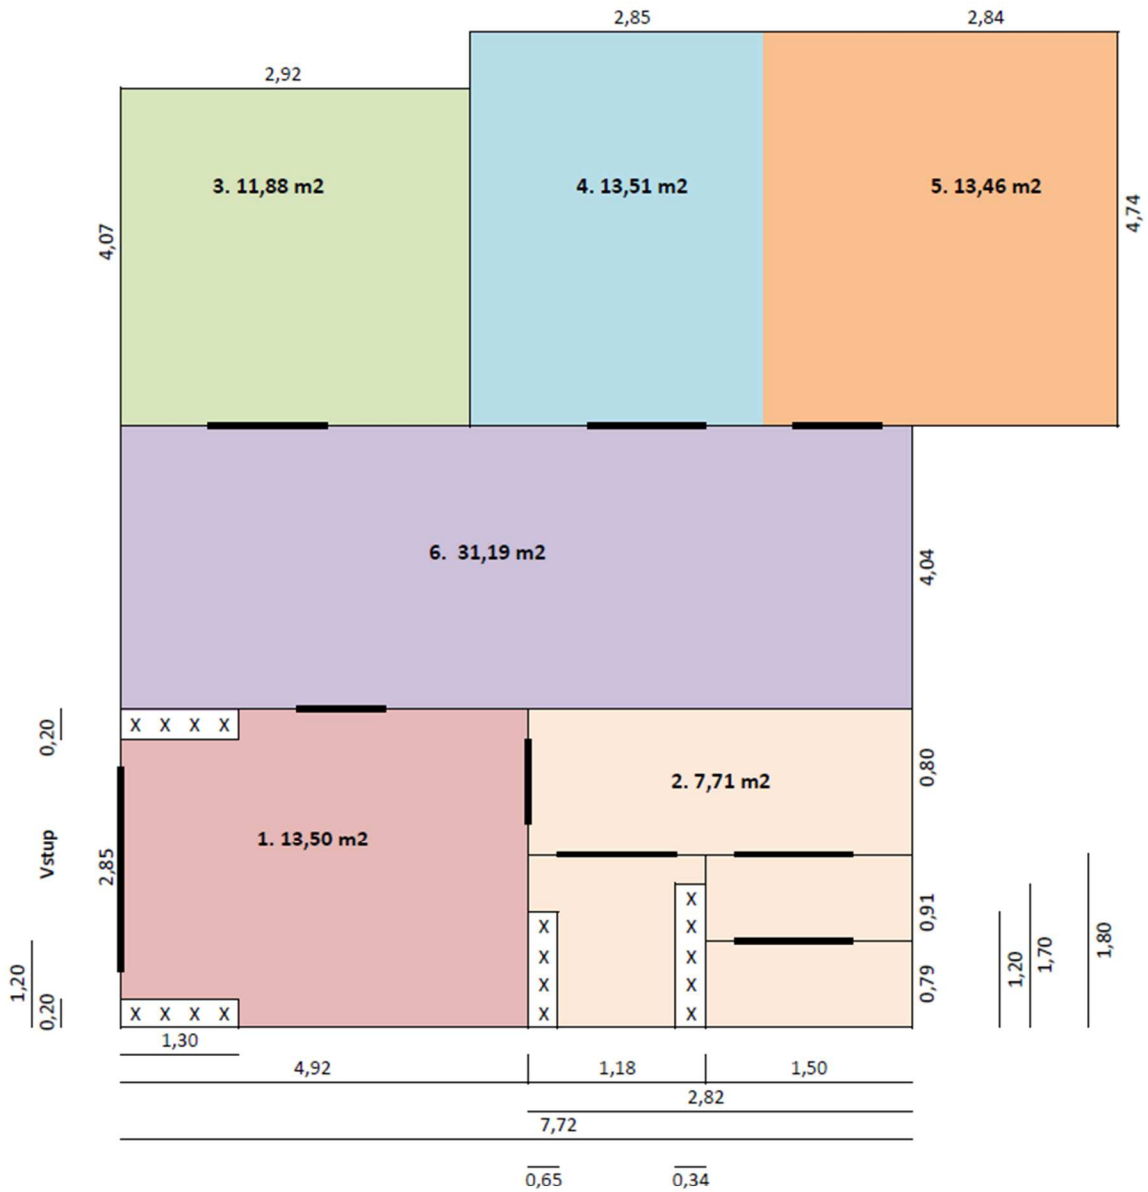 2,85 2,84
2,92
3. 11,88 m2 4. 13,51 m2 5. 13,46 m2
4,07
4,74
6. 31,19 m2
4,04
0,20
X X X X
2. 7,71 m2
0,80
Vstup
2,85
1. 13,50 m2
X
X
X
X
X
X
X
X
X
0,91
0,79
1,20
1,70
1,80
1,20
0,20
X X X X
1,30
4,92 1,18 1,50
2,82
7,72
0,65 0,34